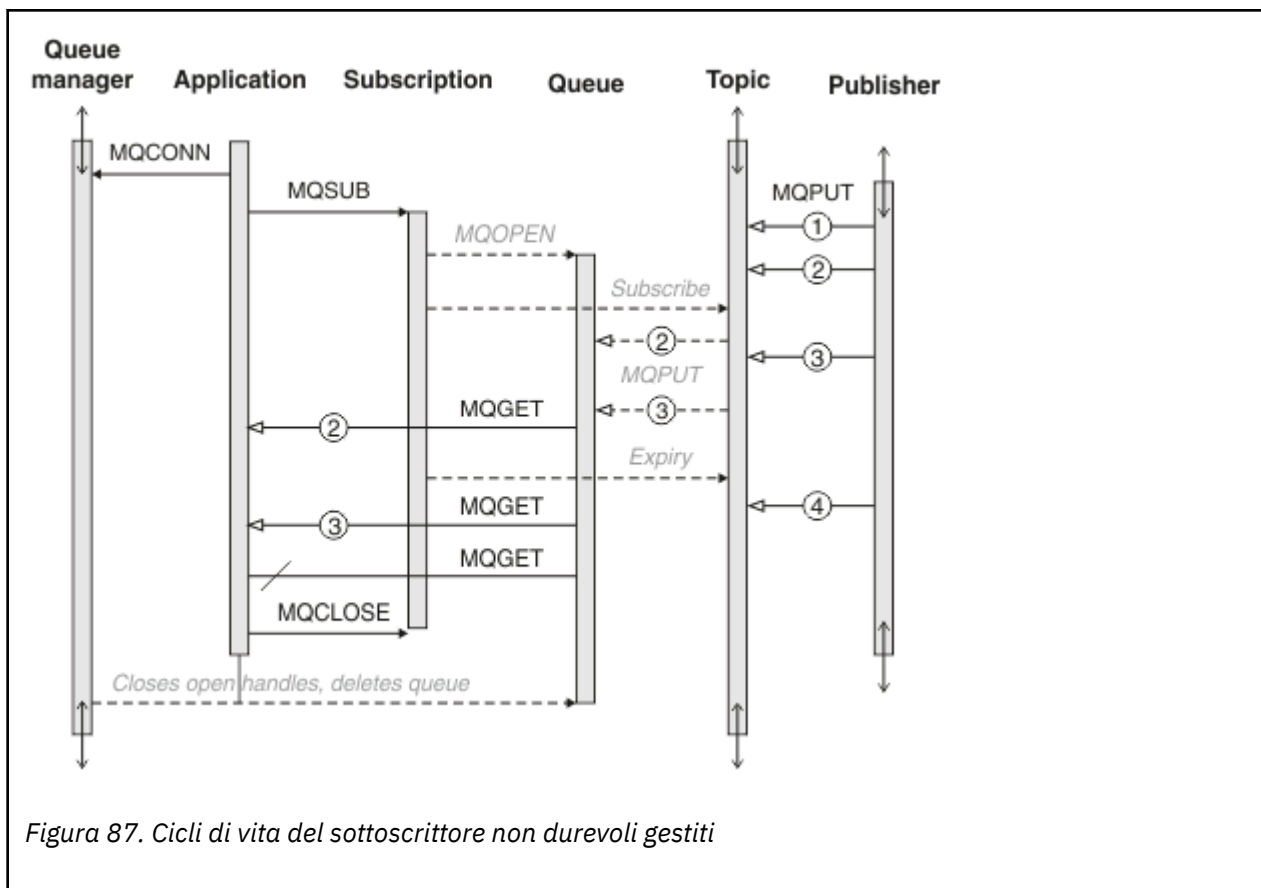 Queue
manager Application Subscription Queue Topic Publisher
MQCONN
MQSUB
MQPUT
1
MQOPEN
2
Subscribe
2
3
MQPUT
3
MQGET
2
Expiry
4
MQGET
3
MQGET
MQCLOSE
Closes open handles, deletes queue
Figura 87. Cicli di vita del sottoscrittore non durevoli gestiti